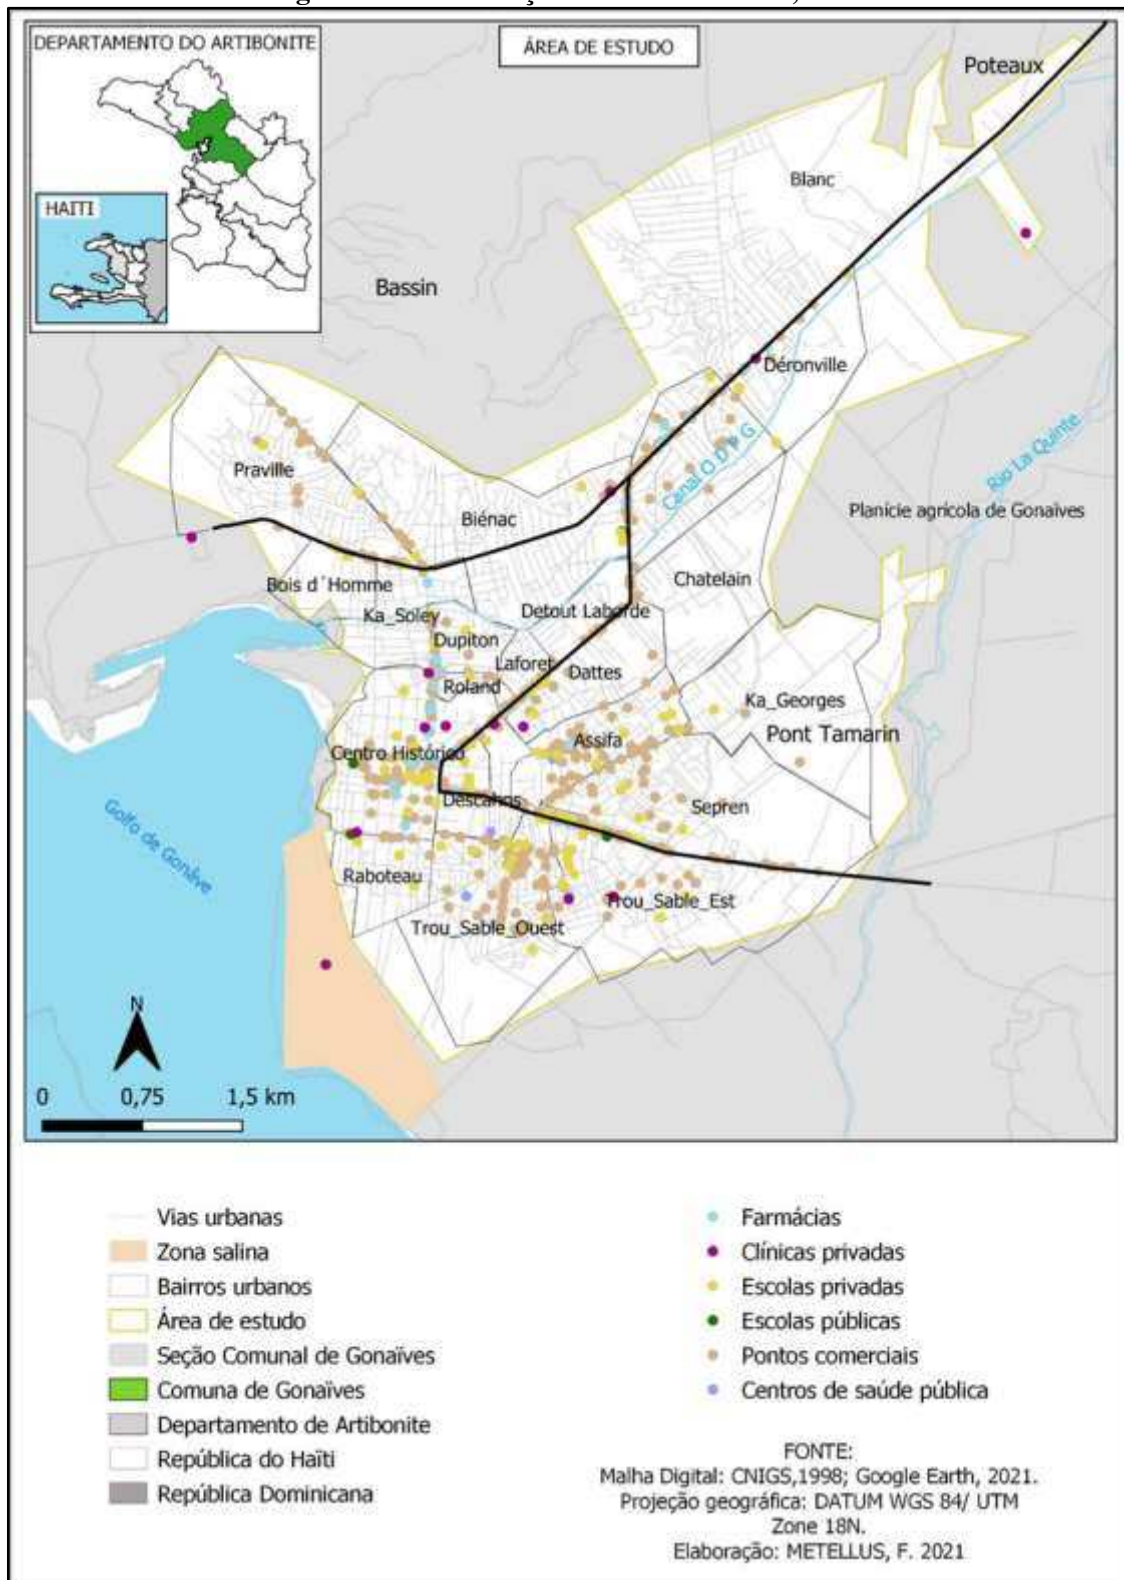 DEPARTAMENTO DO ARTIBONITE
ÁREA DE ESTUDO
Poteaux
Blanc
HAITI
Bassin
Déronville
Canal O D P G
Rio La Quinte
Praville
Biénac
Planície agrícola de Gonaïves
Bois d´Homme
Chatelain
Ka_Soley
Detout Laborde
Dupiton
Laforet
Dattes
Roland
Ka_Georges
Pont Tamarin
Assifa
Centro Histórico
Descahos
Sepren
Golfo de Gonâve
Raboteau
Trou_Sable_Est
Trou_Sable_Ouest
N
0 0,75 1,5 km
Vias urbanas
Zona salina
Bairros urbanos
Área de estudo
Seção Comunal de Gonaïves
Comuna de Gonaïves
Departamento de Artibonite
República do Haïti
República Dominicana
Farmácias
Clínicas privadas
Escolas privadas
Escolas públicas
Pontos comerciais
Centros de saúde pública
FONTE:
Malha Digital: CNIGS,1998; Google Earth, 2021.
Projeção geográfica: DATUM WGS 84/ UTM
Zone 18N.
Elaboração: METELLUS, F. 2021